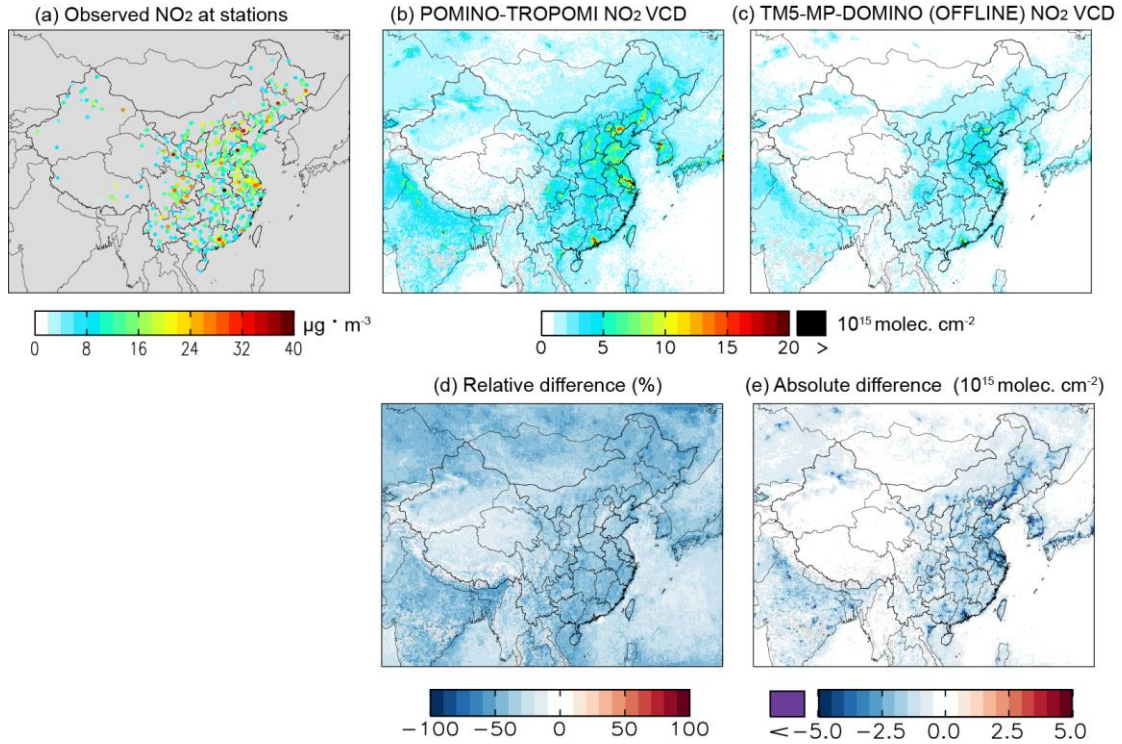 (a) Observed NO₂ at stations
(b) POMINO-TROPOMI NO₂ VCD
(c) TM5-MP-DOMINO (OFFLINE) NO₂ VCD
0 8 16 24 32 40
μg · m⁻³
0 5 10 15 20 >
10¹⁵ molec. cm⁻²
(d) Relative difference (%)
(e) Absolute difference (10¹⁵ molec. cm⁻²)
−100 −50 0 50 100
< −5.0 −2.5 0.0 2.5 5.0